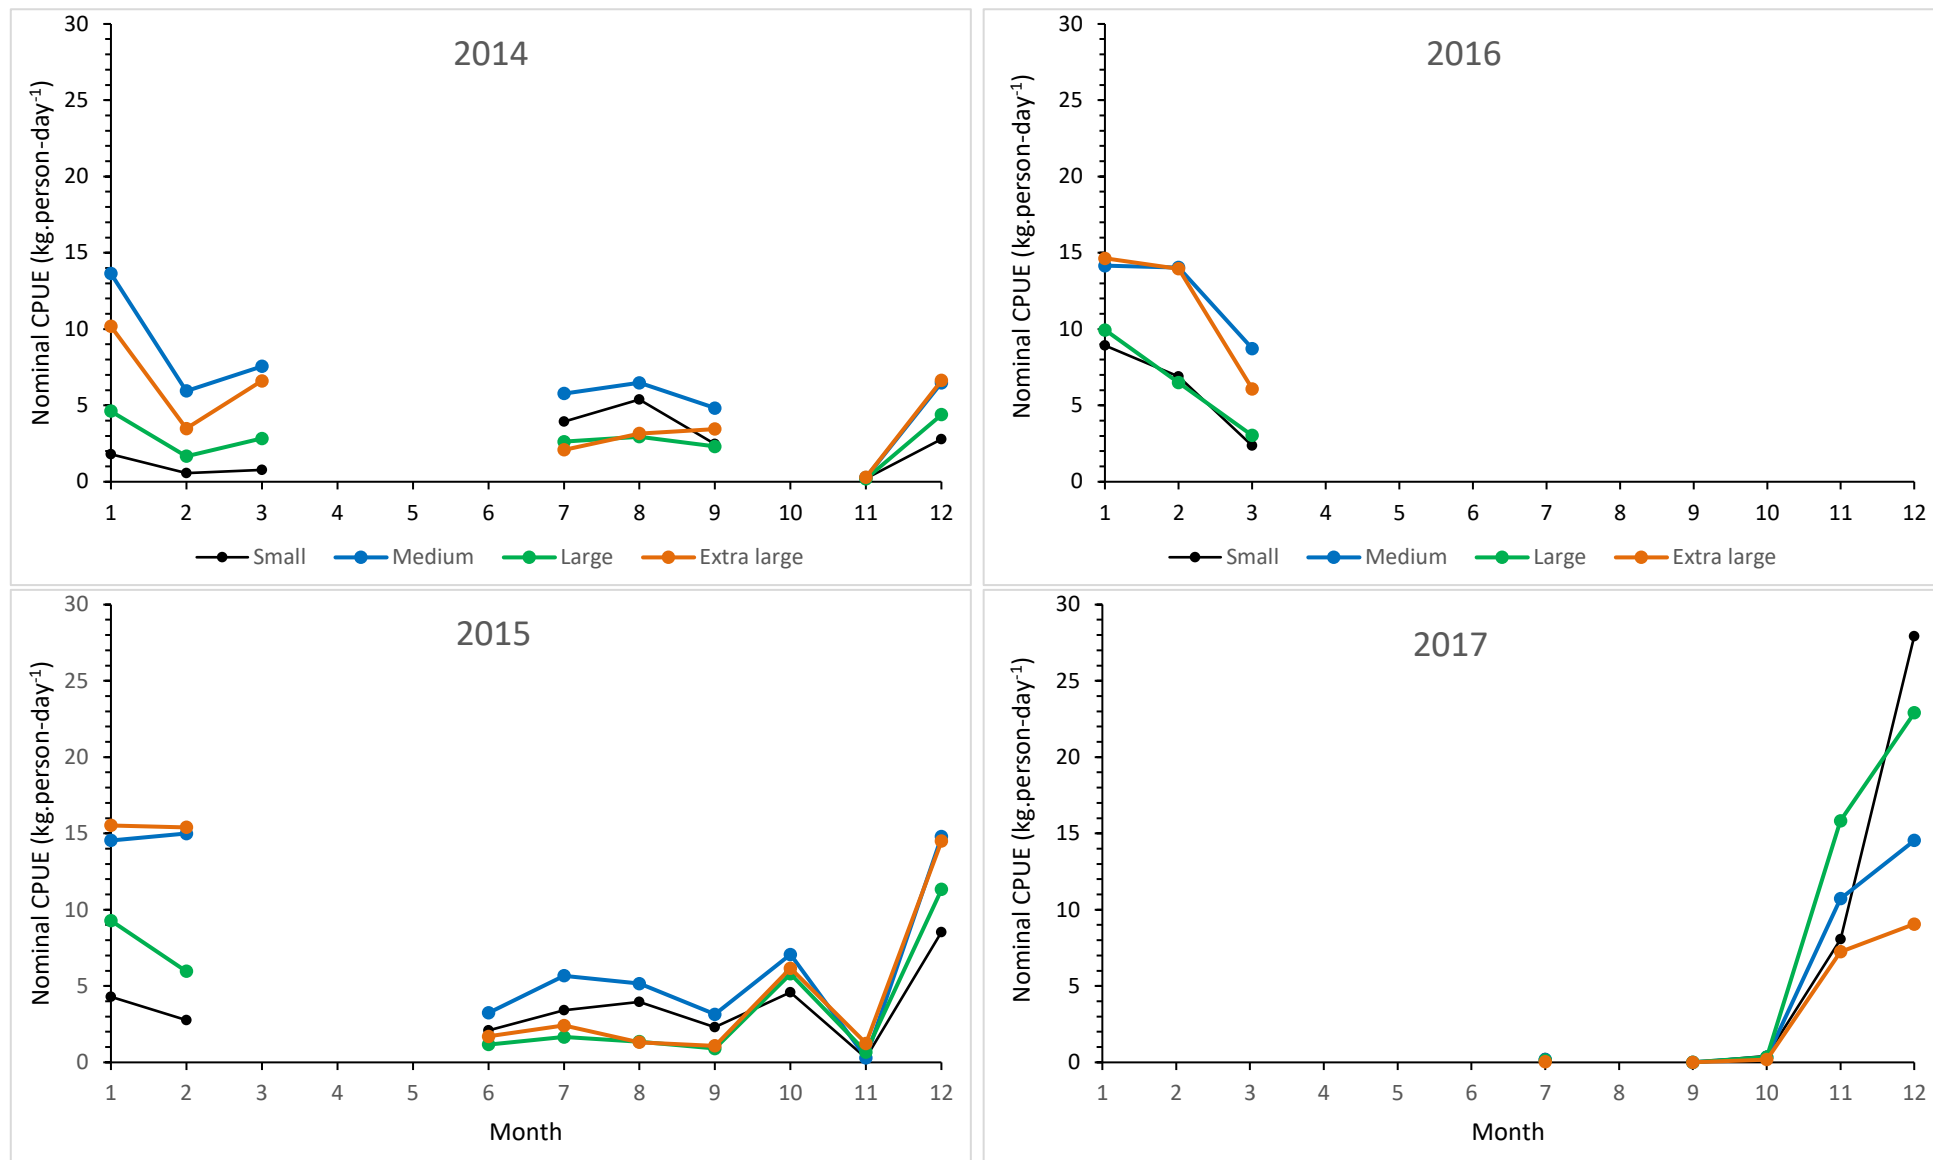 2014
Nominal CPUE (kg.person-day⁻¹)
30
25
20
15
10
5
0
1 2 3 4 5 6 7 8 9 10 11 12
Small Medium Large Extra large
2016
Nominal CPUE (kg.person-day⁻¹)
30
25
20
15
10
5
0
1 2 3 4 5 6 7 8 9 10 11 12
Small Medium Large Extra large
2015
Nominal CPUE (kg.person-day⁻¹)
30
25
20
15
10
5
0
1 2 3 4 5 6 7 8 9 10 11 12
Month
2017
Nominal CPUE (kg.person-day⁻¹)
30
25
20
15
10
5
0
1 2 3 4 5 6 7 8 9 10 11 12
Month